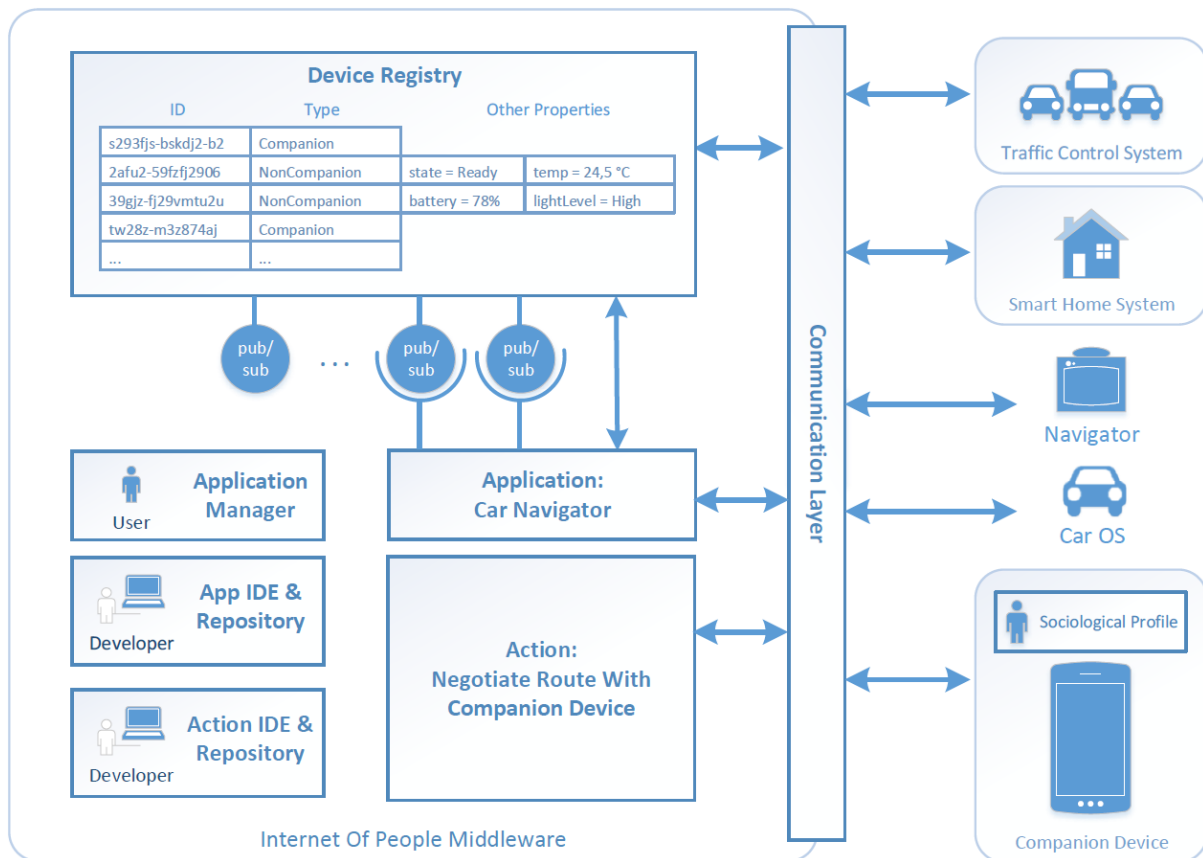 Device Registry
ID Type Other Properties
s293fjs-bskdj2-b2 Companion
2afu2-59fzfj2906 NonCompanion state = Ready temp = 24,5 °C
39gjz-fj29vmtu2u NonCompanion battery = 78% lightLevel = High
tw28z-m3z874aj Companion
... ...
pub/
sub
...
pub/
sub
pub/
sub
User
Application
Manager
Application:
Car Navigator
Developer
App IDE &
Repository
Action:
Negotiate Route With
Companion Device
Developer
Action IDE &
Repository
Internet Of People Middleware
Communication Layer
Traffic Control System
Smart Home System
Navigator
Car OS
Sociological Profile
Companion Device